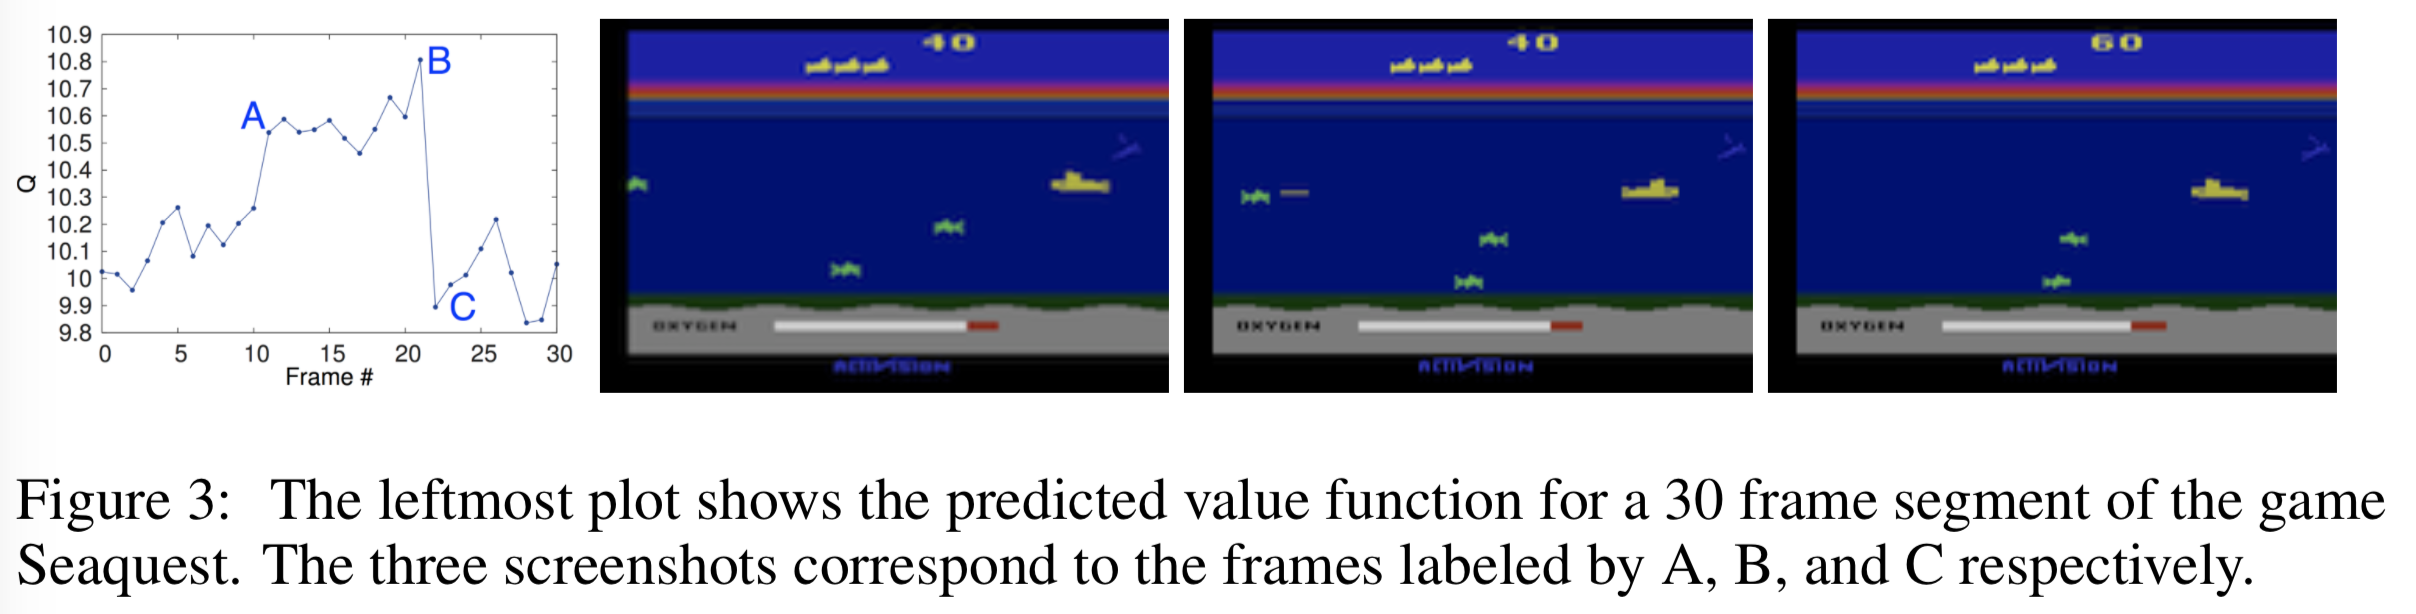 10.9
10.8
10.7
10.6
10.5
10.4
10.3
10.2
10.1
10
9.9
9.8
Q
A
B
C
0 5 10 15 20 25 30
Frame #
40
OXYGEN
ACTIVISION
40
OXYGEN
ACTIVISION
60
OXYGEN
ACTIVISION
Figure 3: The leftmost plot shows the predicted value function for a 30 frame segment of the game
Seaquest. The three screenshots correspond to the frames labeled by A, B, and C respectively.